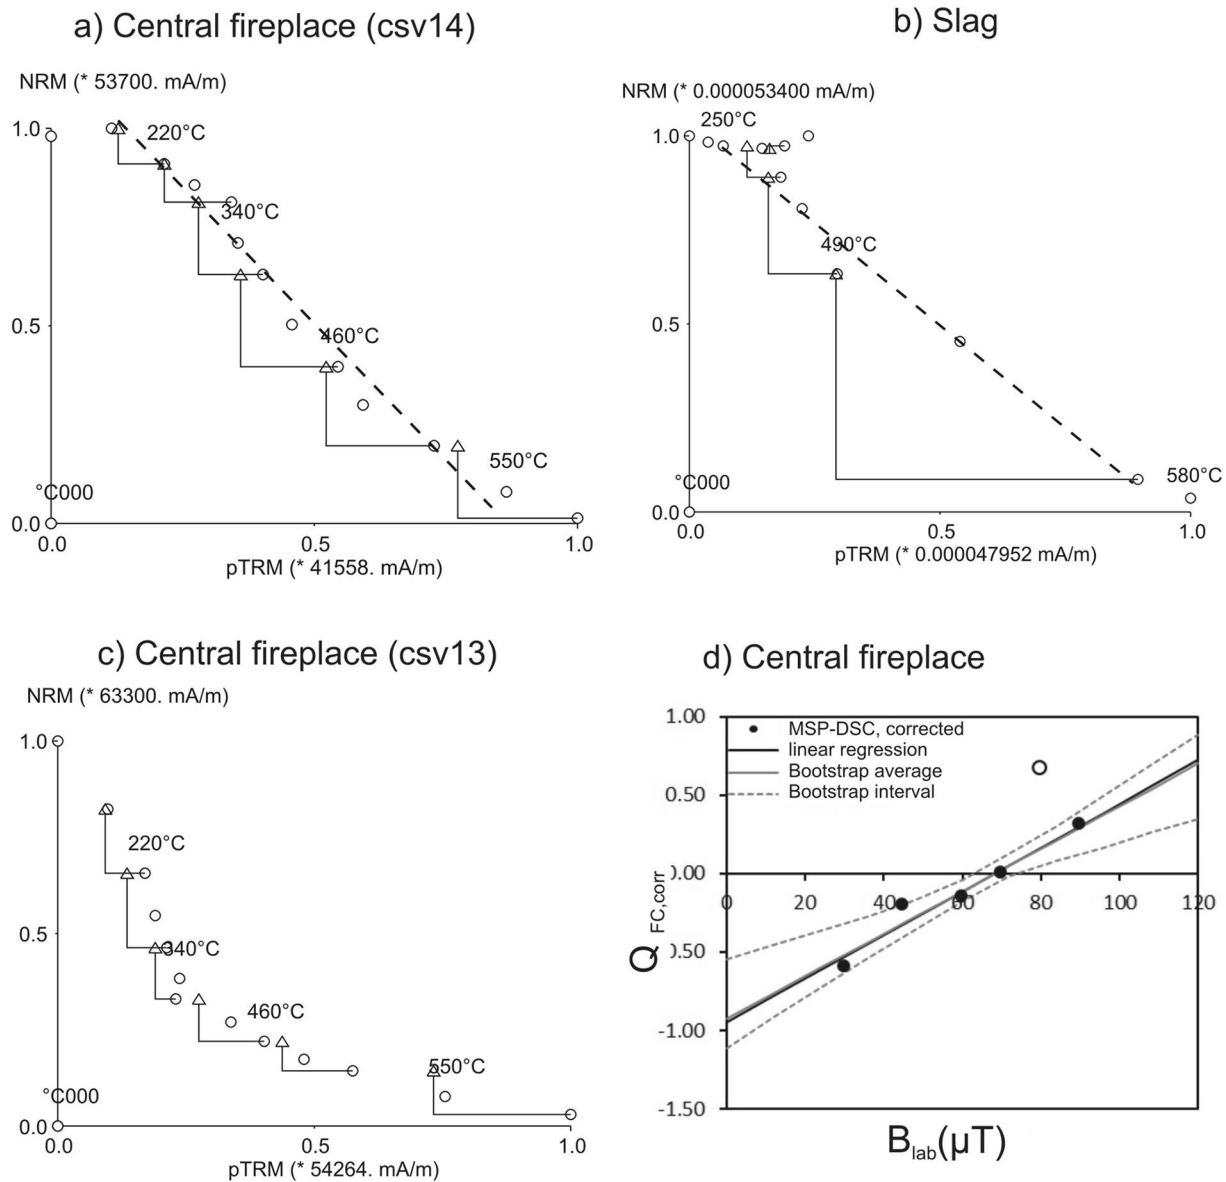 a) Central fireplace (csv14)
NRM (* 53700. mA/m)
1.0
220°C
340°C
0.5
460°C
550°C
°C000
0.0
0.0 0.5 1.0
pTRM (* 41558. mA/m)
b) Slag
NRM (* 0.000053400 mA/m)
250°C
1.0
490°C
0.5
580°C
°C000
0.0
0.0 0.5 1.0
pTRM (* 0.000047952 mA/m)
c) Central fireplace (csv13)
NRM (* 63300. mA/m)
1.0
220°C
0.5
340°C
460°C
550°C
°C000
0.0
0.0 0.5 1.0
pTRM (* 54264. mA/m)
d) Central fireplace
1.00
MSP-DSC, corrected
linear regression
Bootstrap average
0.50
Bootstrap interval
0.00
0 20 40 60 80 100 120
Q FC,corr
0.50
-1.00
-1.50
Blab(µT)